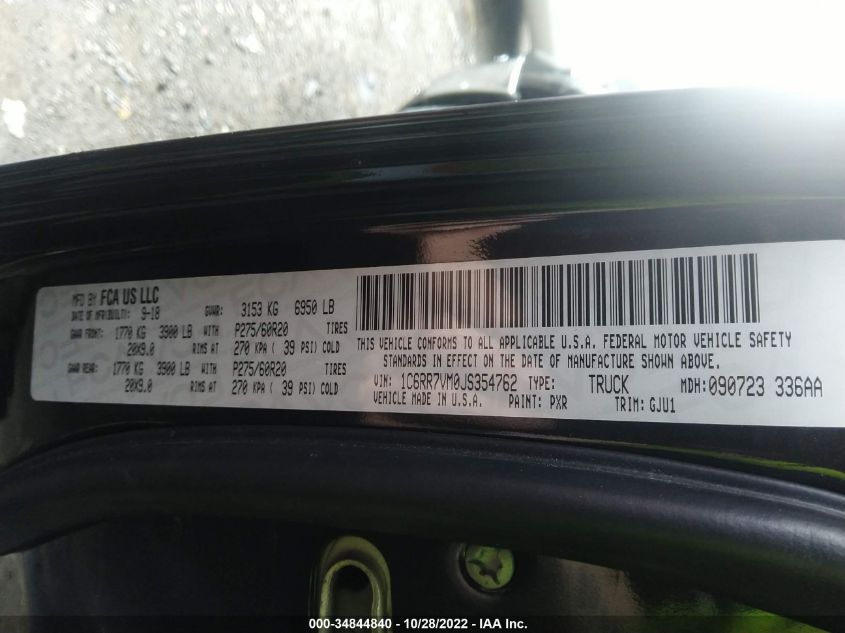 MFD BY FCA US LLC
DATE OF MFR(BUILT): 9-18 GVWR: 3153 KG 6950 LB
GAWR FRONT: 1770 KG 3900 LB WITH P275/60R20 TIRES
20X9.0 RIMS AT 270 KPA ( 39 PSI) COLD
GAWR REAR: 1770 KG 3900 LB WITH P275/60R20 TIRES
20X9.0 RIMS AT 270 KPA ( 39 PSI) COLD
THIS VEHICLE CONFORMS TO ALL APPLICABLE U.S.A. FEDERAL MOTOR VEHICLE SAFETY
STANDARDS IN EFFECT ON THE DATE OF MANUFACTURE SHOWN ABOVE.
VIN: 1C6RR7VM0JS354762 TYPE: TRUCK MDH: 090723 336AA
VEHICLE MADE IN U.S.A. PAINT: PXR TRIM: GJU1
000-34844840 - 10/28/2022 - IAA Inc.